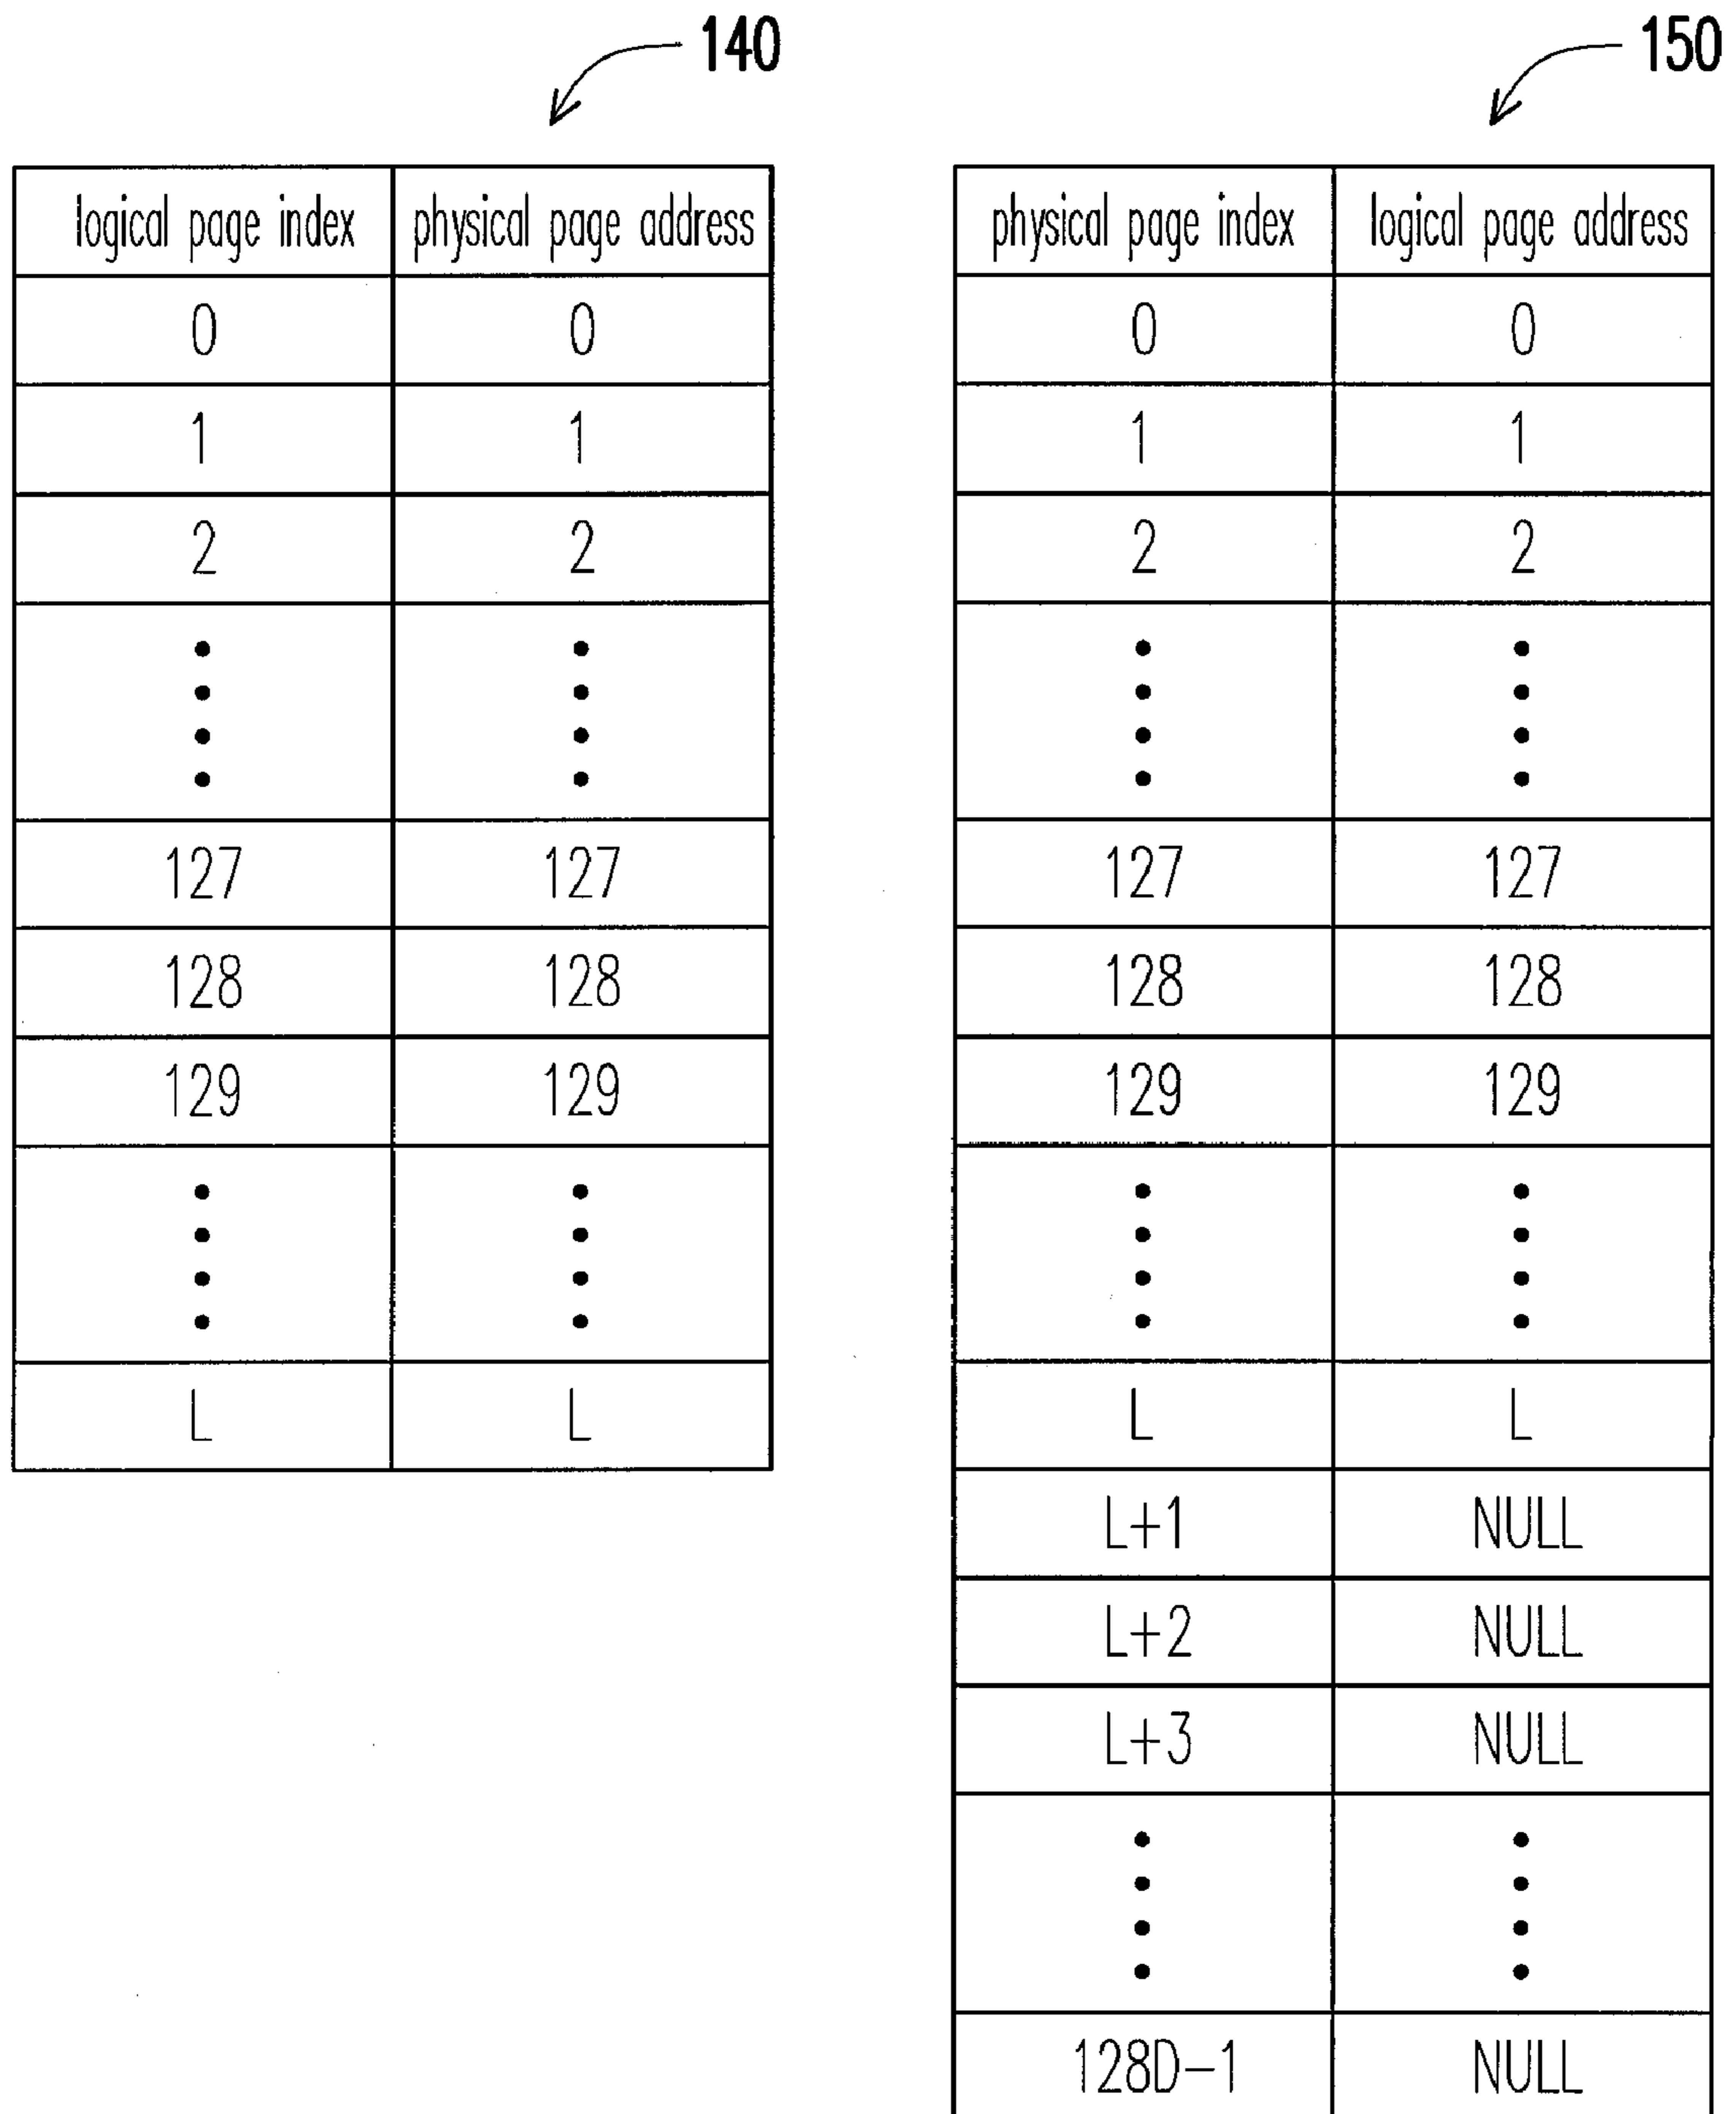 140
logical page index physical page address
0 0
1 1
2 2
127 127
128 128
129 129
L L
150
physical page index logical page address
0 0
1 1
2 2
127 127
128 128
129 129
L L
L+1 NULL
L+2 NULL
L+3 NULL
128D-1 NULL